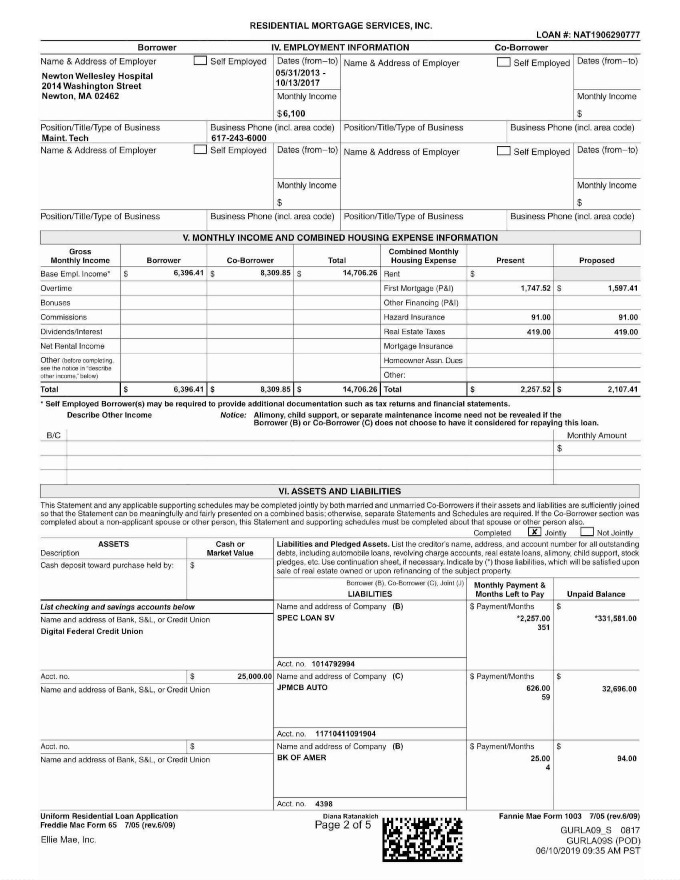 RESIDENTIAL MORTGAGE SERVICES, INC.
LOAN #: NAT1906290777
Borrower IV. EMPLOYMENT INFORMATION Co-Borrower
Name & Address of Employer Self Employed Dates (from–to) Name & Address of Employer Self Employed Dates (from–to)
Newton Wellesley Hospital
2014 Washington Street
Newton, MA 02462
05/31/2013 -
10/13/2017
Monthly Income Monthly Income
$6,100 $
Position/Title/Type of Business Business Phone (incl. area code) Position/Title/Type of Business Business Phone (incl. area code)
Maint. Tech 617-243-6000
Name & Address of Employer Self Employed Dates (from–to) Name & Address of Employer Self Employed Dates (from–to)
Monthly Income Monthly Income
$ $
Position/Title/Type of Business Business Phone (incl. area code) Position/Title/Type of Business Business Phone (incl. area code)
V. MONTHLY INCOME AND COMBINED HOUSING EXPENSE INFORMATION
Gross
Monthly Income Borrower Co-Borrower Total Combined Monthly
Housing Expense Present Proposed
Base Empl. Income* $ 6,396.41 $ 8,309.85 $ 14,706.26 Rent $
Overtime First Mortgage (P&I) 1,747.52 $ 1,597.41
Bonuses Other Financing (P&I)
Commissions Hazard Insurance 91.00 91.00
Dividends/Interest Real Estate Taxes 419.00 419.00
Net Rental Income Mortgage Insurance
Other (before completing,
see the notice in "describe
other income," below)
Homeowner Assn. Dues
Other:
Total $ 6,396.41 $ 8,309.85 $ 14,706.26 Total $ 2,257.52 $ 2,107.41
* Self Employed Borrower(s) may be required to provide additional documentation such as tax returns and financial statements.
Describe Other Income Notice: Alimony, child support, or separate maintenance income need not be revealed if the
Borrower (B) or Co-Borrower (C) does not choose to have it considered for repaying this loan.
B/C Monthly Amount
$
VI. ASSETS AND LIABILITIES
This Statement and any applicable supporting schedules may be completed jointly by both married and unmarried Co-Borrowers if their assets and liabilities are sufficiently joined
so that the Statement can be meaningfully and fairly presented on a combined basis; otherwise, separate Statements and Schedules are required. If the Co-Borrower section was
completed about a non-applicant spouse or other person, this Statement and supporting schedules must be completed about that spouse or other person also.
Completed X Jointly Not Jointly
ASSETS
Description
Cash or
Market Value
Liabilities and Pledged Assets. List the creditor's name, address, and account number for all outstanding
debts, including automobile loans, revolving charge accounts, real estate loans, alimony, child support, stock
pledges, etc. Use continuation sheet, if necessary. Indicate by (*) those liabilities, which will be satisfied upon
sale of real estate owned or upon refinancing of the subject property.
Cash deposit toward purchase held by: $
Borrower (B), Co-Borrower (C), Joint (J)
LIABILITIES
Monthly Payment &
Months Left to Pay
Unpaid Balance
List checking and savings accounts below
Name and address of Company (B) $ Payment/Months $
Name and address of Bank, S&L, or Credit Union
Digital Federal Credit Union
SPEC LOAN SV *2,257.00 *331,581.00
351
Acct. no. 1014792994
Acct. no. $ 25,000.00 Name and address of Company (C) $ Payment/Months $
Name and address of Bank, S&L, or Credit Union
JPMCB AUTO 626.00 32,696.00
59
Acct. no. 11710411091904
Acct. no. $ Name and address of Company (B) $ Payment/Months $
Name and address of Bank, S&L, or Credit Union
BK OF AMER 25.00 94.00
4
Acct. no. 4398
Uniform Residential Loan Application
Freddie Mac Form 65 7/05 (rev.6/09)
Diana Ratanakich
Page 2 of 5
Fannie Mae Form 1003 7/05 (rev.6/09)
Ellie Mae, Inc.
GURLA09_S 0817
GURLA09S (POD)
06/10/2019 09:35 AM PST